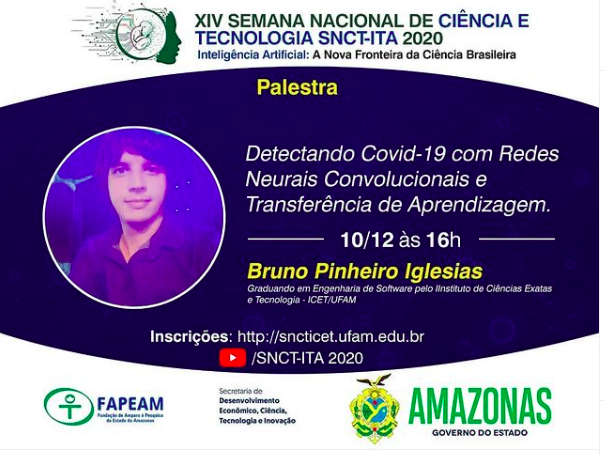 XIV SEMANA NACIONAL DE CIÊNCIA E
TECNOLOGIA SNCT-ITA 2020
Inteligência Artificial: A Nova Fronteira da Ciência Brasileira
Palestra
Detectando Covid-19 com Redes
Neurais Convolucionais e
Transferência de Aprendizagem.
10/12 às 16h
Bruno Pinheiro Iglesias
Graduando em Engenharia de Software pelo IInstituto de Ciências Exatas
e Tecnologia - ICET/UFAM
Inscrições: http://sncticet.ufam.edu.br
/SNCT-ITA 2020
FAPEAM
Fundação de Amparo à Pesquisa
do Estado do Amazonas
Secretaria de
Desenvolvimento
Econômico, Ciência,
Tecnologia e Inovação
AMAZONAS
GOVERNO DO ESTADO